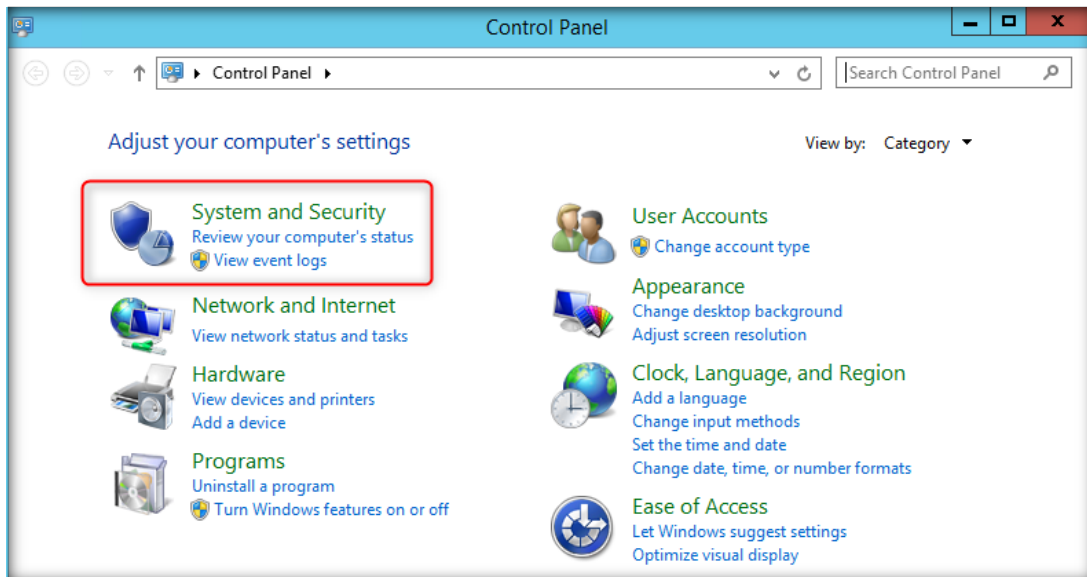 Control Panel
Control Panel
Search Control Panel
Adjust your computer's settings
View by: Category
System and Security
Review your computer's status
View event logs
Network and Internet
View network status and tasks
Hardware
View devices and printers
Add a device
Programs
Uninstall a program
Turn Windows features on or off
User Accounts
Change account type
Appearance
Change desktop background
Adjust screen resolution
Clock, Language, and Region
Add a language
Change input methods
Set the time and date
Change date, time, or number formats
Ease of Access
Let Windows suggest settings
Optimize visual display